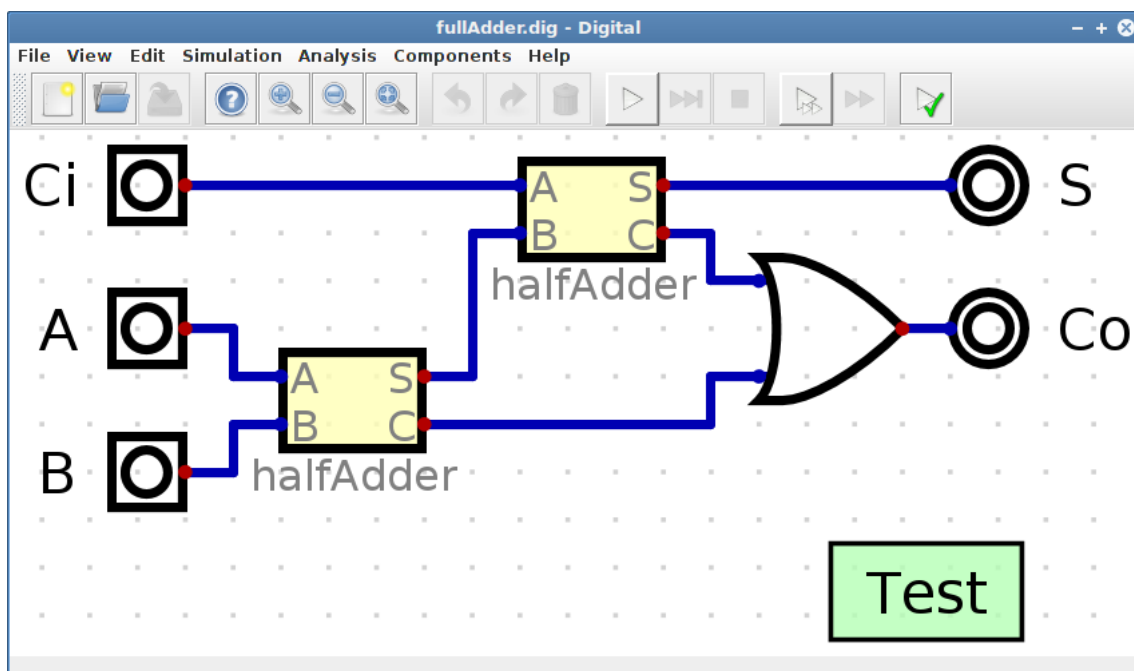 fullAdder.dig - Digital
File View Edit Simulation Analysis Components Help
?
Ci
A S
B C
halfAdder
S
A
A S
B C
halfAdder
Co
B
Test